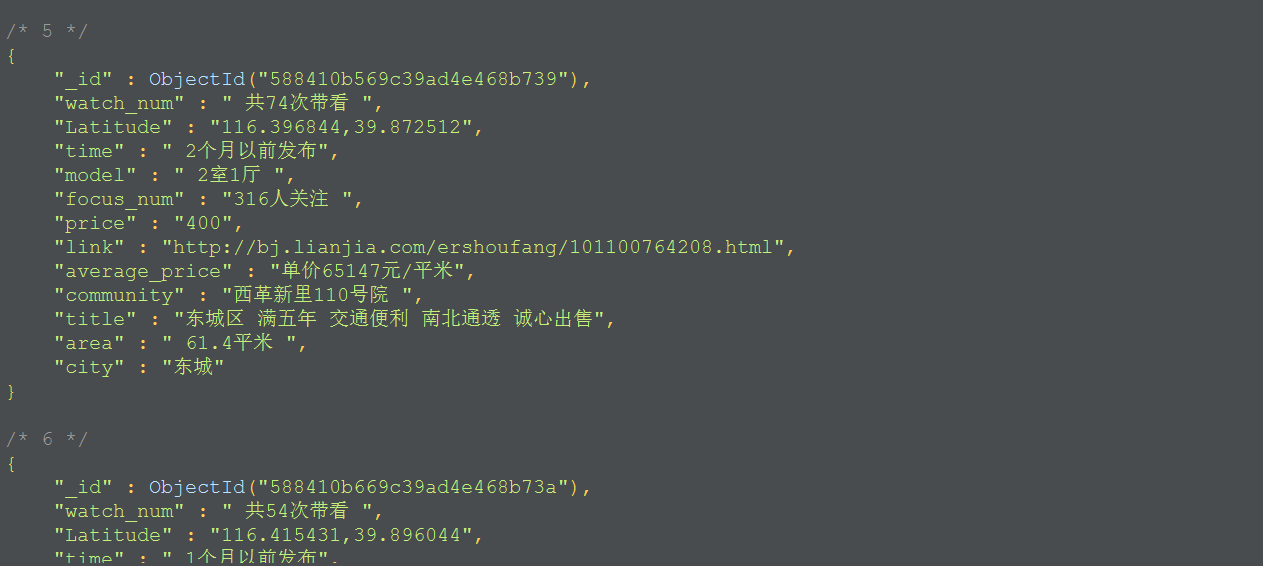 /* 5 */
{
"_id" : ObjectId("588410b569c39ad4e468b739"),
"watch_num" : " 共74次带看 ",
"Latitude" : "116.396844,39.872512",
"time" : " 2个月以前发布",
"model" : " 2室1厅 ",
"focus_num" : "316人关注 ",
"price" : "400",
"link" : "http://bj.lianjia.com/ershoufang/101100764208.html",
"average_price" : "单价65147元/平米",
"community" : "西革新里110号院 ",
"title" : "东城区 满五年 交通便利 南北通透 诚心出售",
"area" : " 61.4平米 ",
"city" : "东城"
}
/* 6 */
{
"_id" : ObjectId("588410b669c39ad4e468b73a"),
"watch_num" : " 共54次带看 ",
"Latitude" : "116.415431,39.896044",
"time" : " 1个月以前发布",